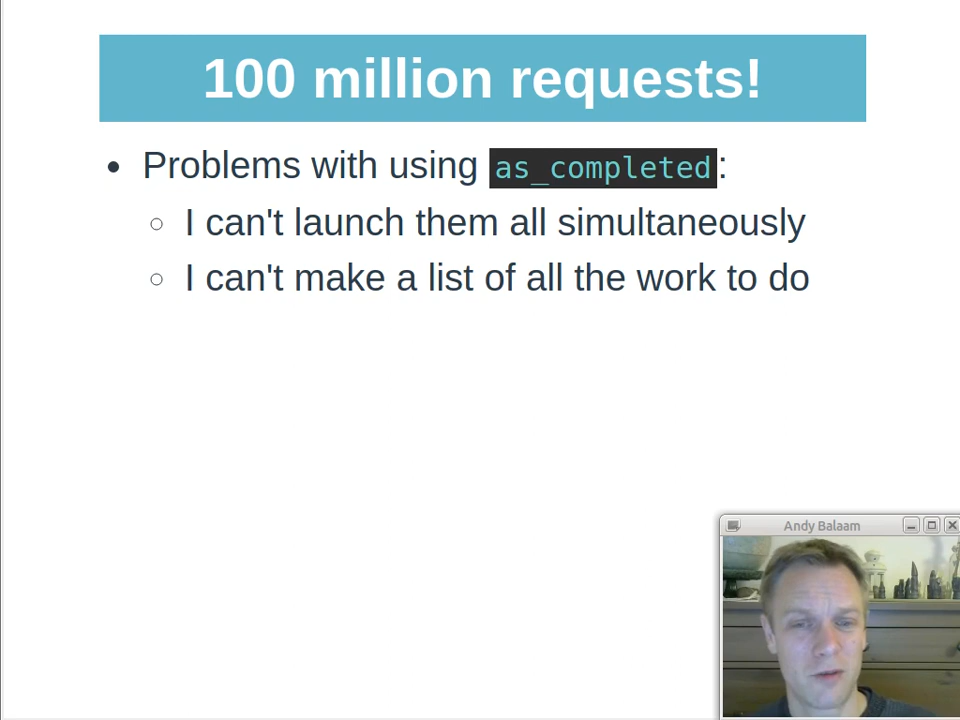 100 million requests!
Problems with using as_completed:
I can't launch them all simultaneously
I can't make a list of all the work to do
Andy Balaam